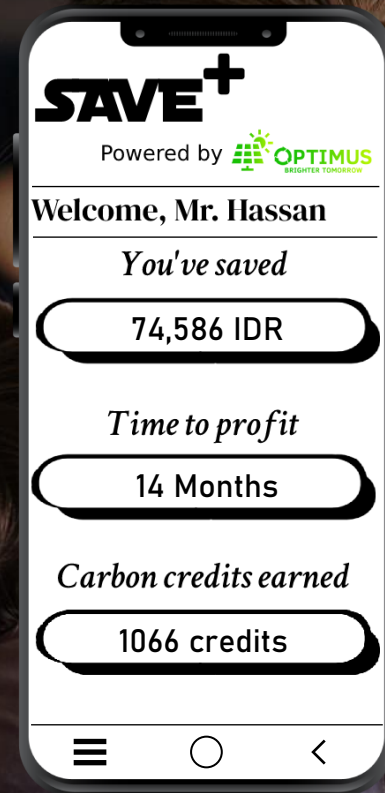 SAVE+
Powered by OPTIMUS
BRIGHTER TOMORROW
Welcome, Mr. Hassan
You've saved
74,586 IDR
Time to profit
14 Months
Carbon credits earned
1066 credits